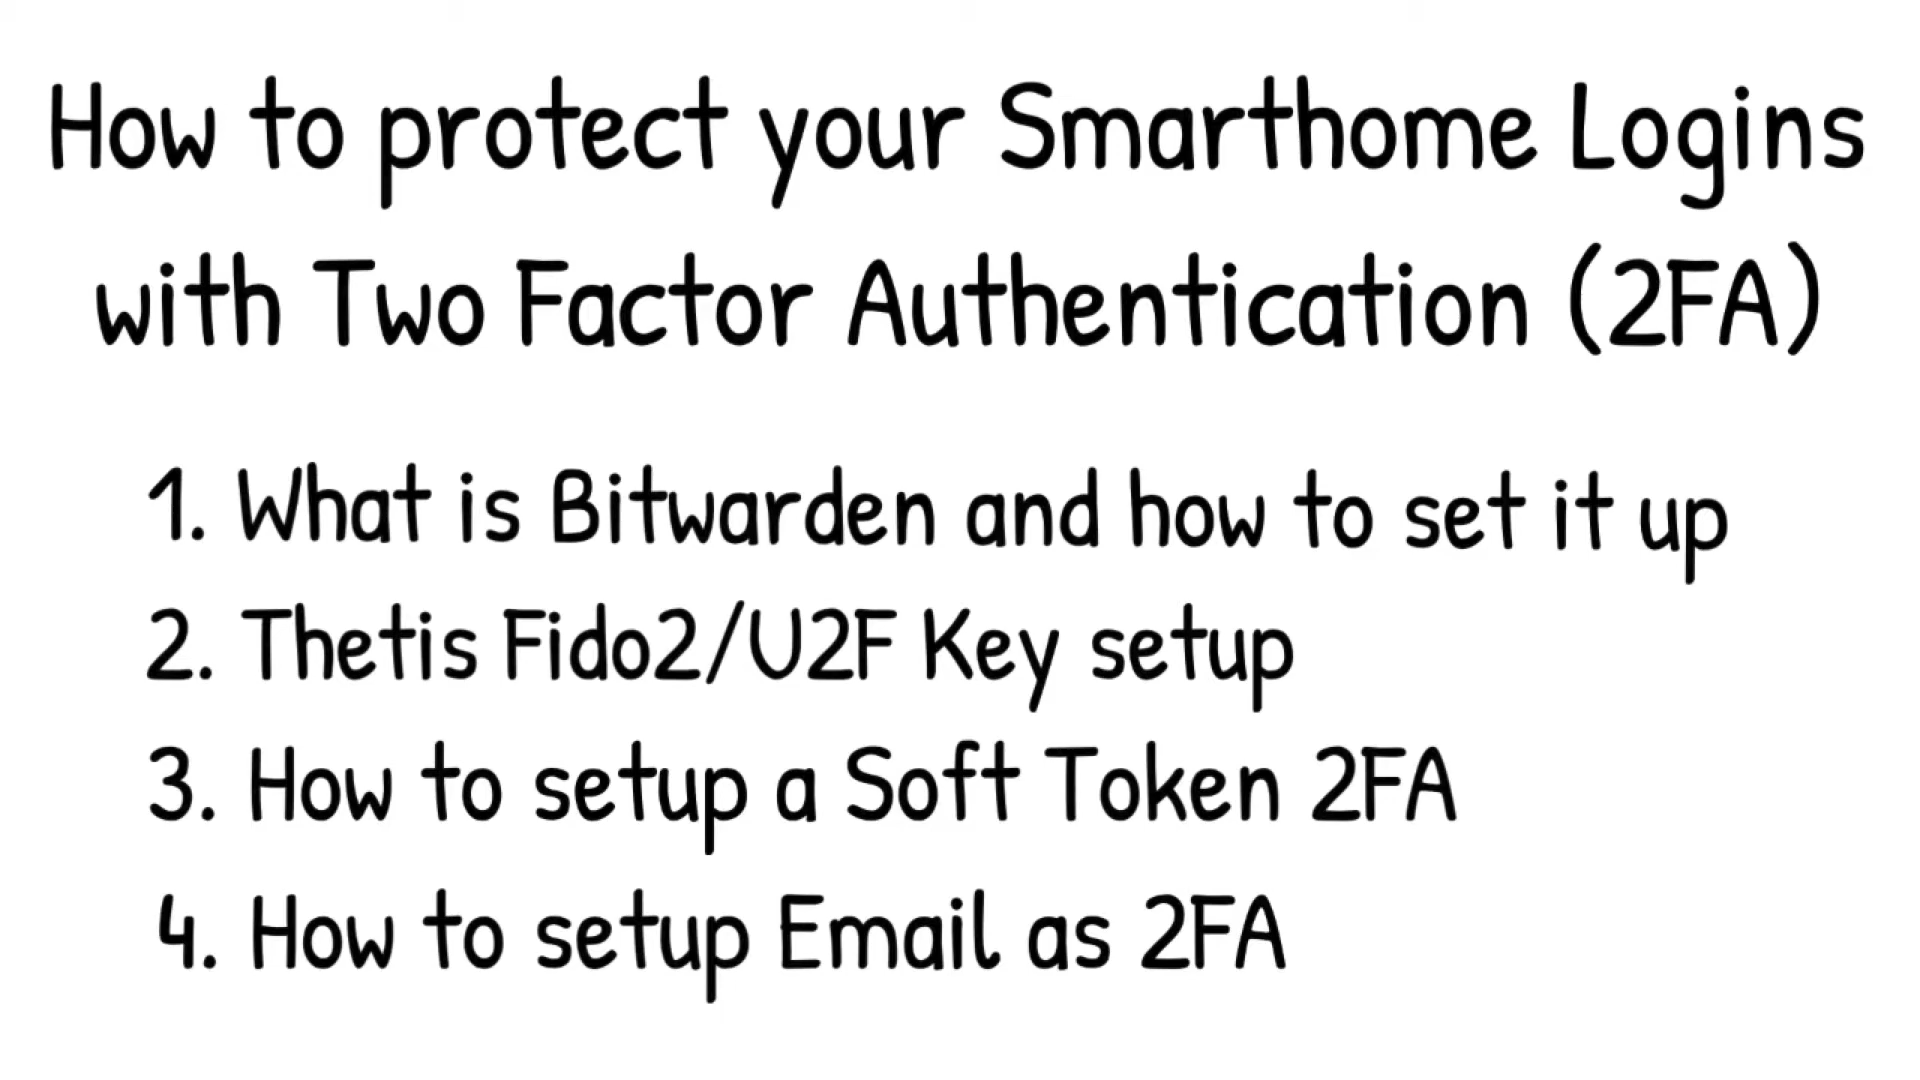 How to protect your Smarthome Logins
with Two Factor Authentication (2FA)
1. What is Bitwarden and how to set it up
2. Thetis Fido2/U2F Key setup
3. How to setup a Soft Token 2FA
4. How to setup Email as 2FA